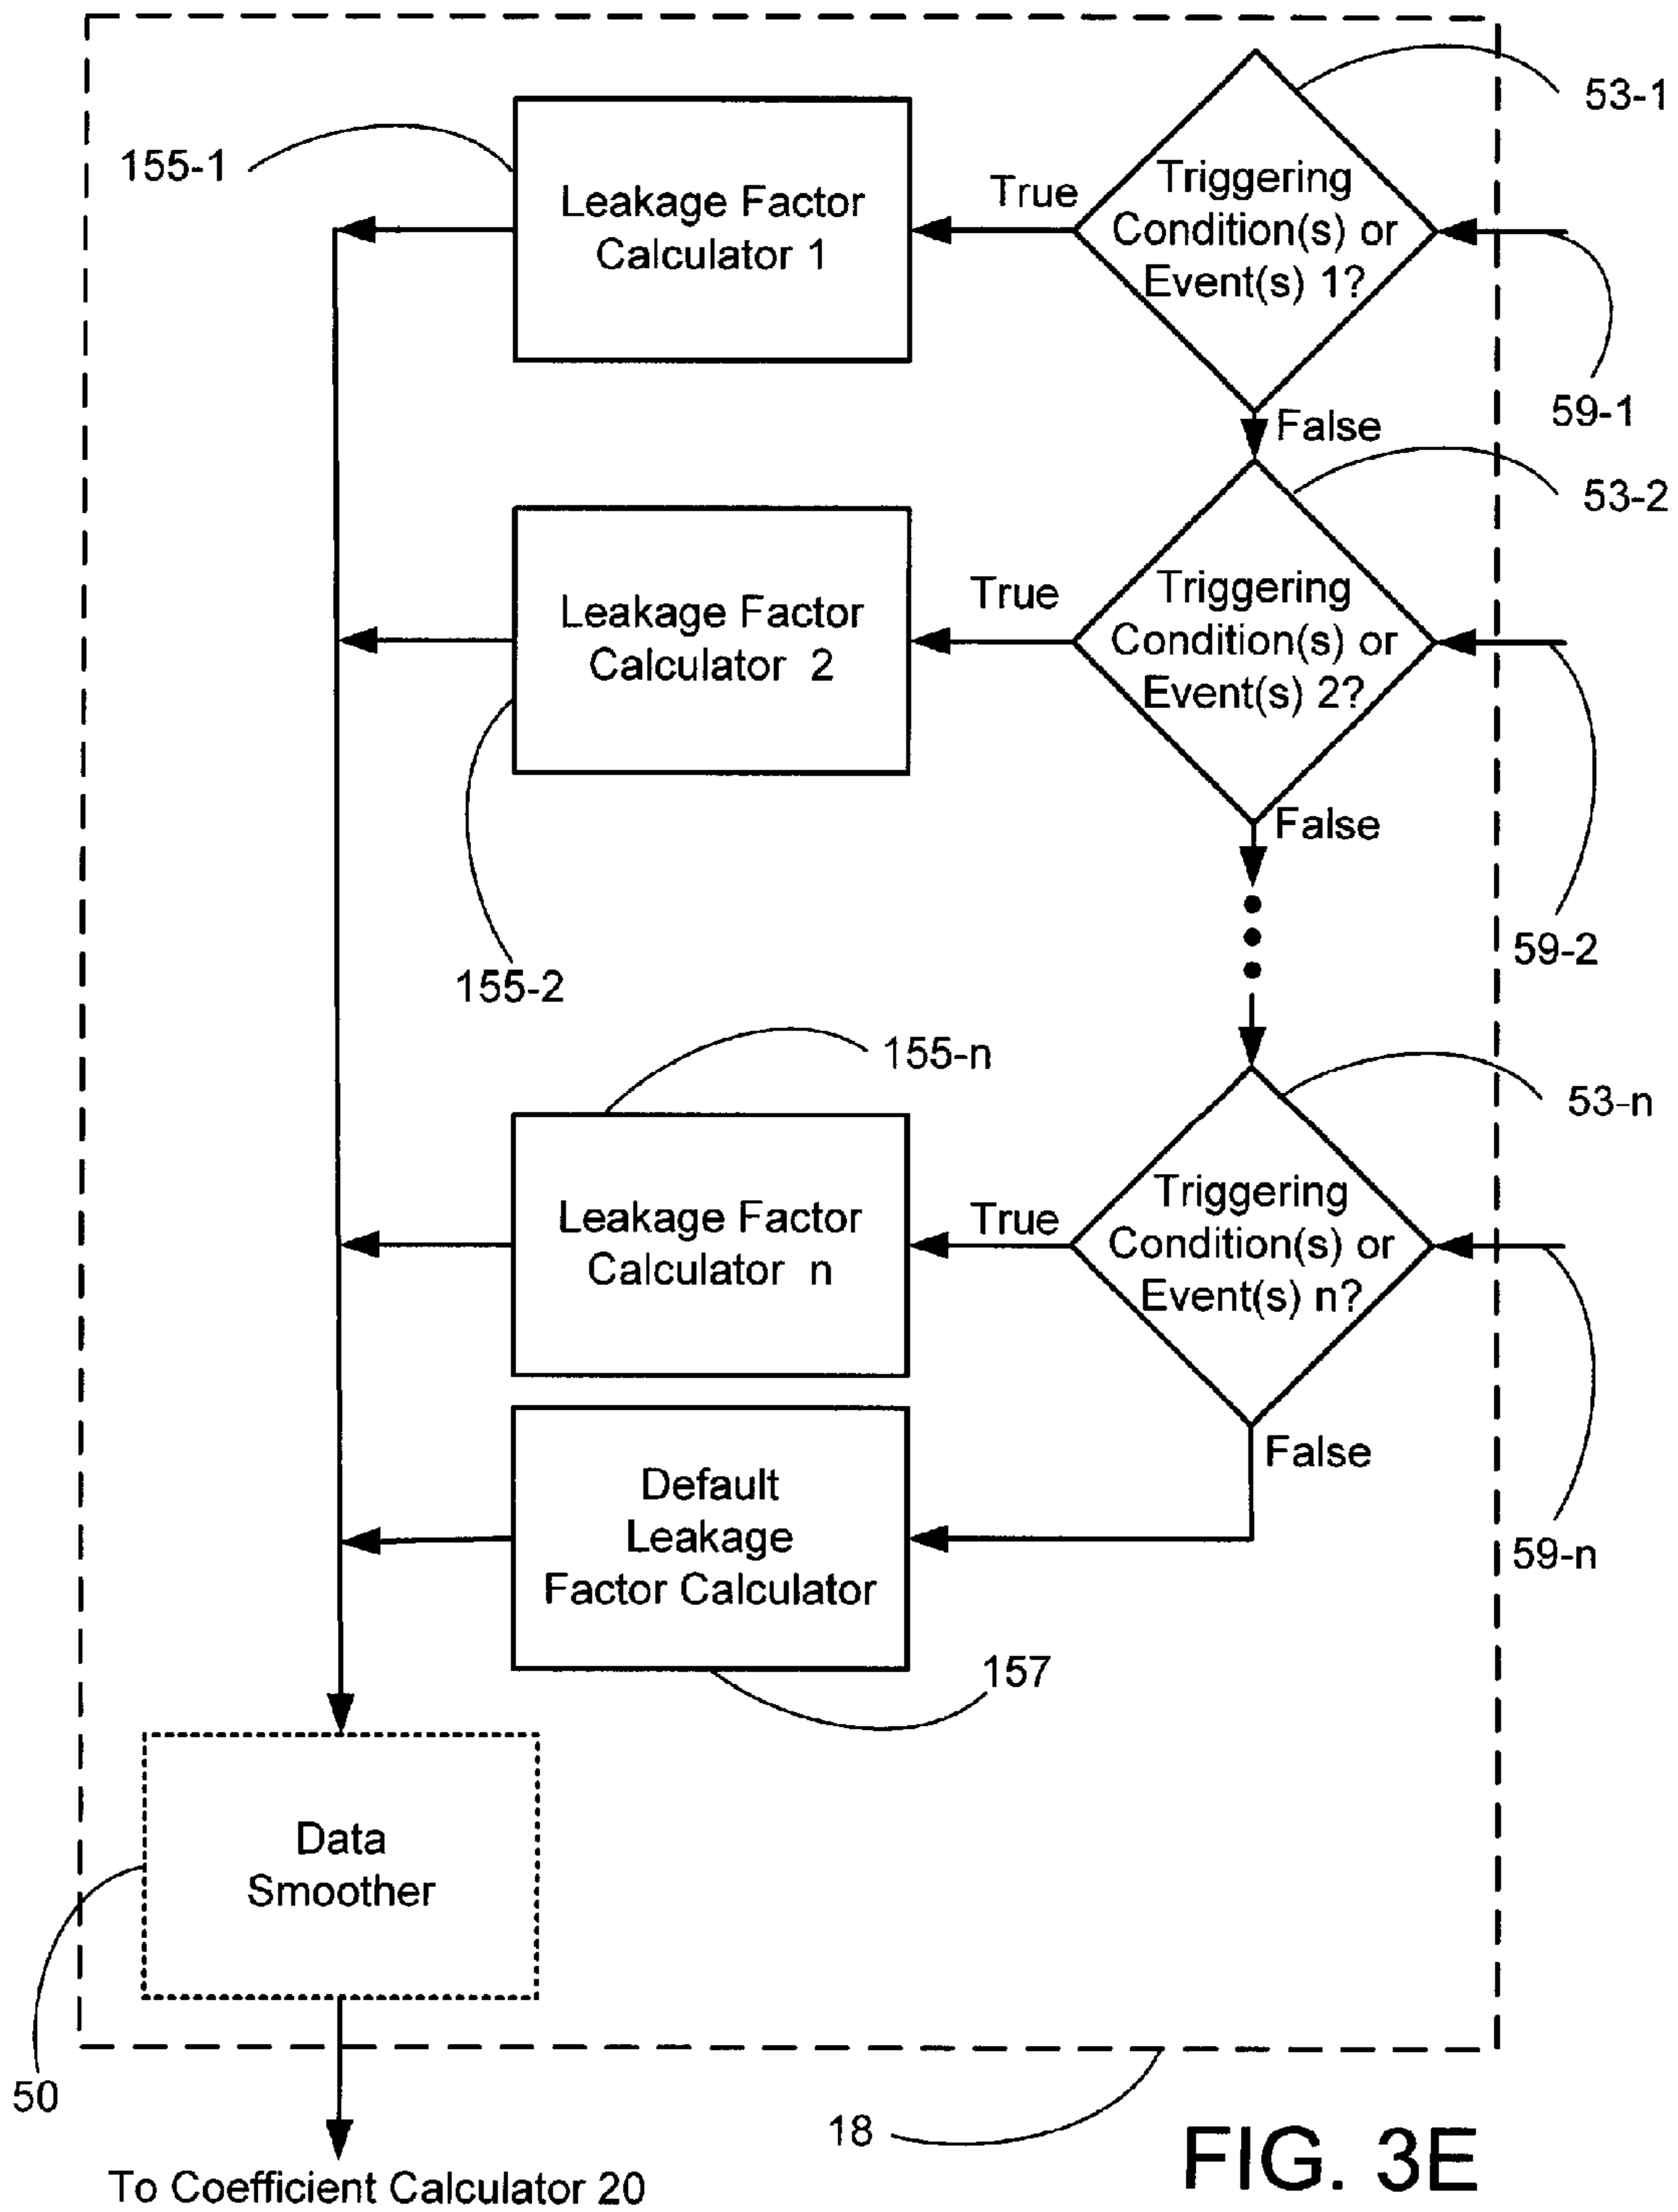 53-1
155-1
Leakage Factor
Calculator 1
True
Triggering
Condition(s) or
Event(s) 1?
59-1
False
53-2
Leakage Factor
Calculator 2
True
Triggering
Condition(s) or
Event(s) 2?
False
59-2
155-2
155-n
53-n
Leakage Factor
Calculator n
True
Triggering
Condition(s) or
Event(s) n?
False
59-n
Default
Leakage
Factor Calculator
157
Data
Smoother
50
18
FIG. 3E
To Coefficient Calculator 20